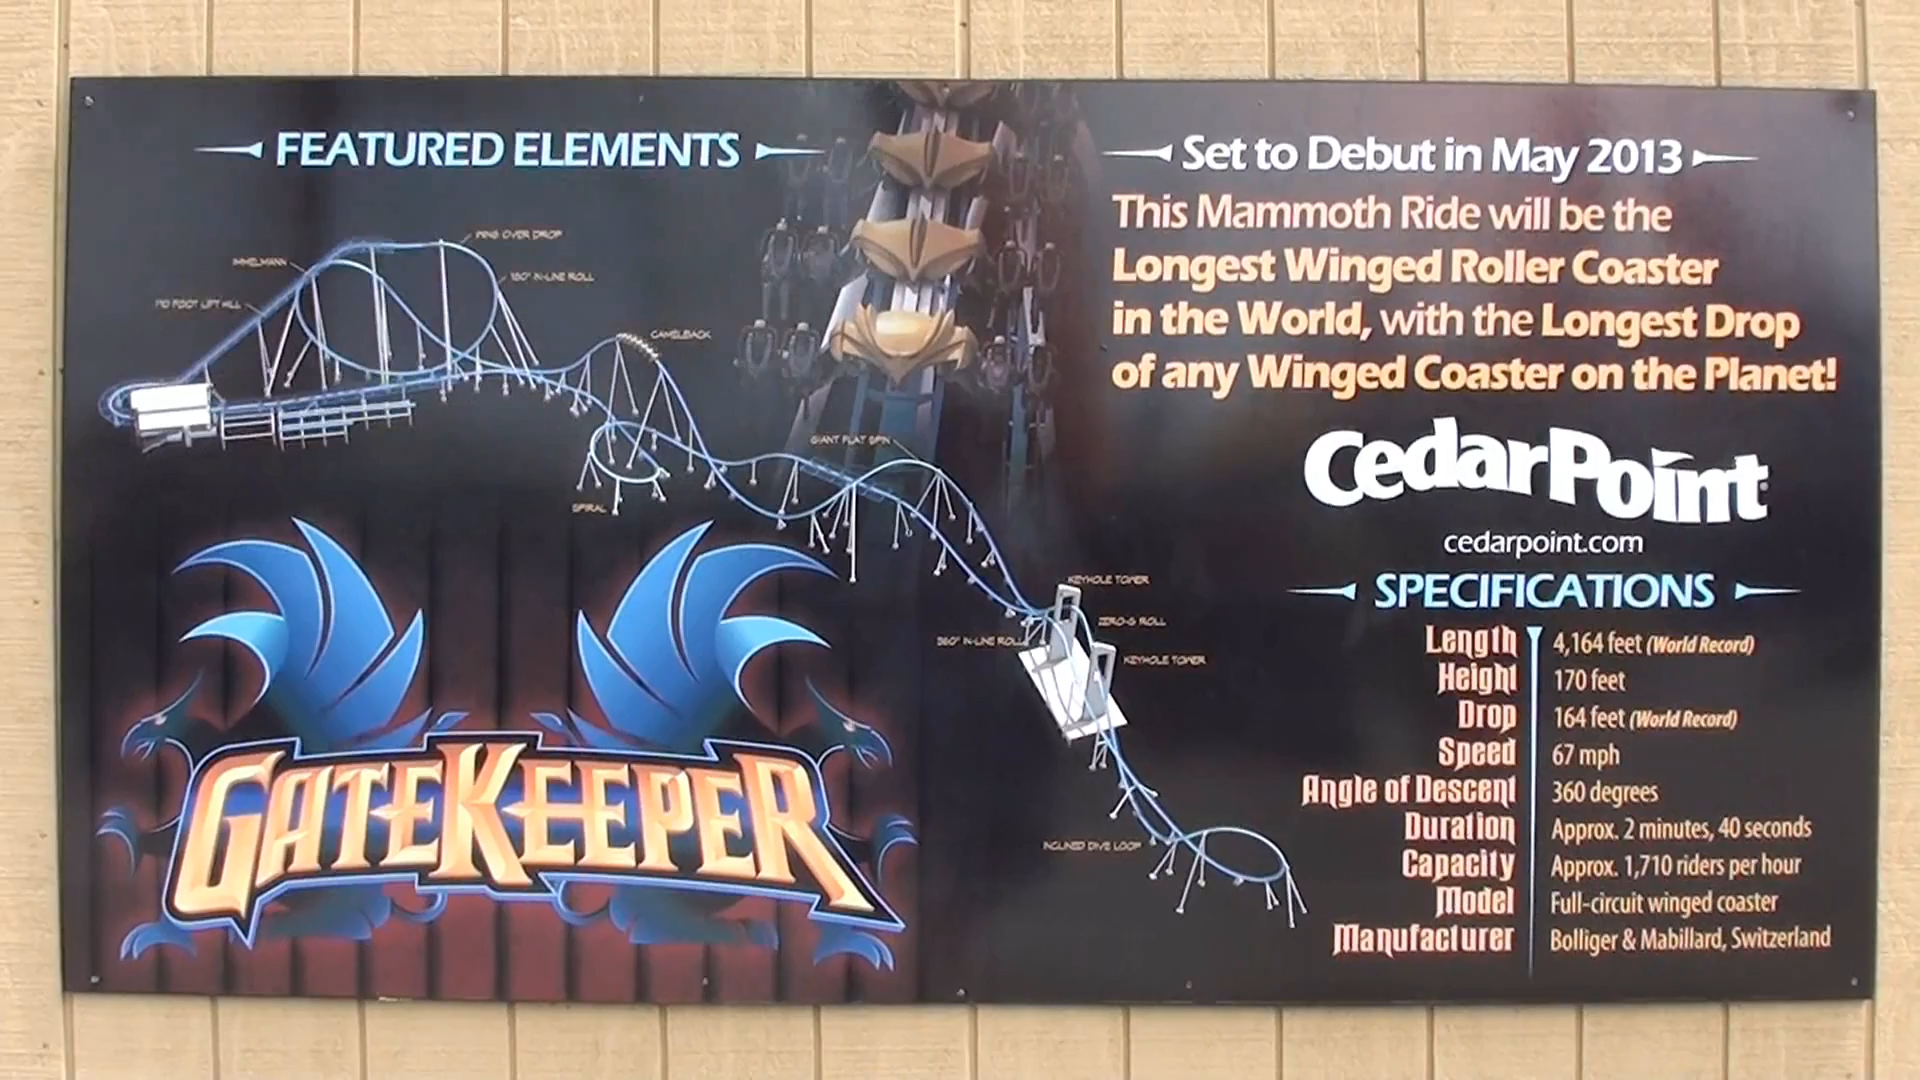 FEATURED ELEMENTS
WING OVER DROP
IMMELMANN
180° IN-LINE ROLL
170 FOOT LIFT HILL
CAMELBACK
GIANT FLAT SPIN
SPIRAL
KEYHOLE TOWER
ZERO-G ROLL
360° IN-LINE ROLL
KEYHOLE TOWER
INCLINED DIVE LOOP
GATEKEEPER
Set to Debut in May 2013
This Mammoth Ride will be the
Longest Winged Roller Coaster
in the World, with the Longest Drop
of any Winged Coaster on the Planet!
CedarPoint
cedarpoint.com
SPECIFICATIONS
Length 4,164 feet (World Record)
Height 170 feet
Drop 164 feet (World Record)
Speed 67 mph
Angle of Descent 360 degrees
Duration Approx. 2 minutes, 40 seconds
Capacity Approx. 1,710 riders per hour
Model Full-circuit winged coaster
Manufacturer Bolliger & Mabillard, Switzerland